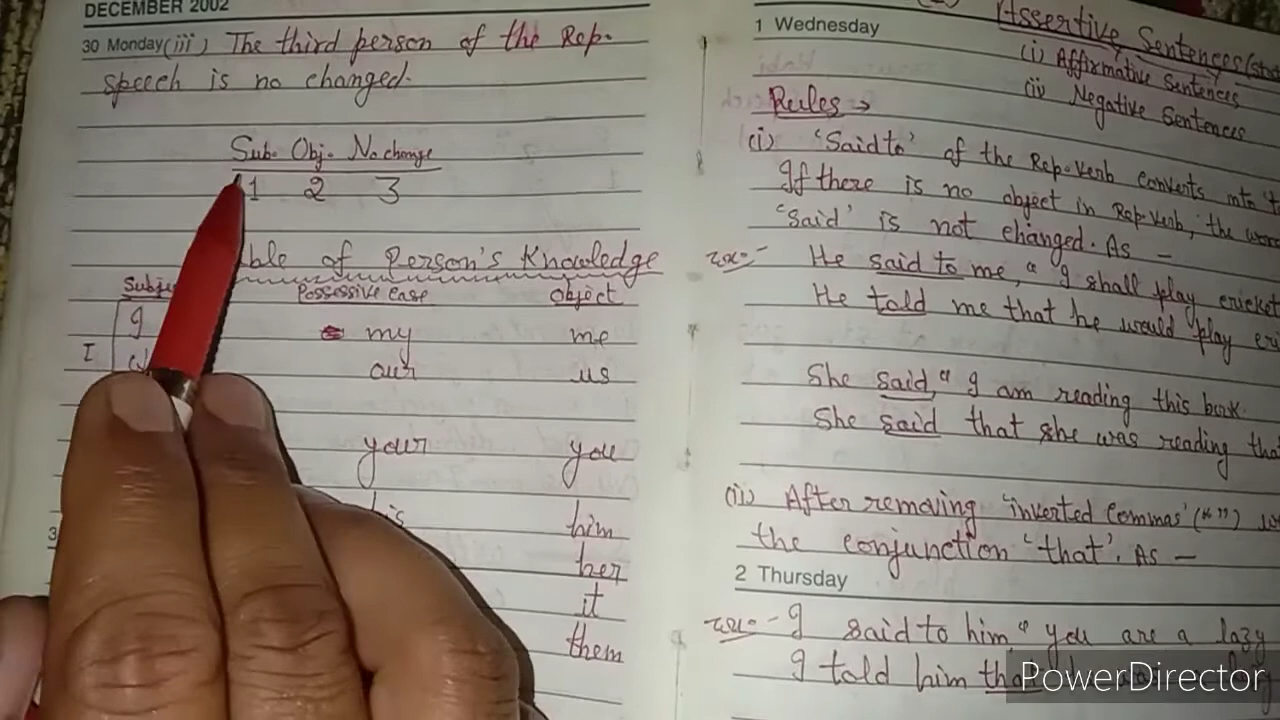 DECEMBER 2002
30 Monday (iii) The third person of the Rep.
speech is no changed.
Sub. Obj. No change
1 2 3
of Person's Knowledge
Possessive Case Object
I my me
I our us
your you
him
her
it
them
1 Wednesday
Assertive Sentences
(i) Affirmative Sentences
(ii) Negative Sentences
Rules →
(i) 'Said to' of the Rep. Verb converts into
If there is no object in Rep. verb, the
'Said' is not changed. As —
He said to me, "I shall play cricket
He told me that he would play
She said, "I am reading this book.
She said that she was reading
(ii) After removing 'inverted commas' (" ")
the conjunction 'that'. As —
2 Thursday
I said to him "you are a lazy
I told him that
PowerDirector